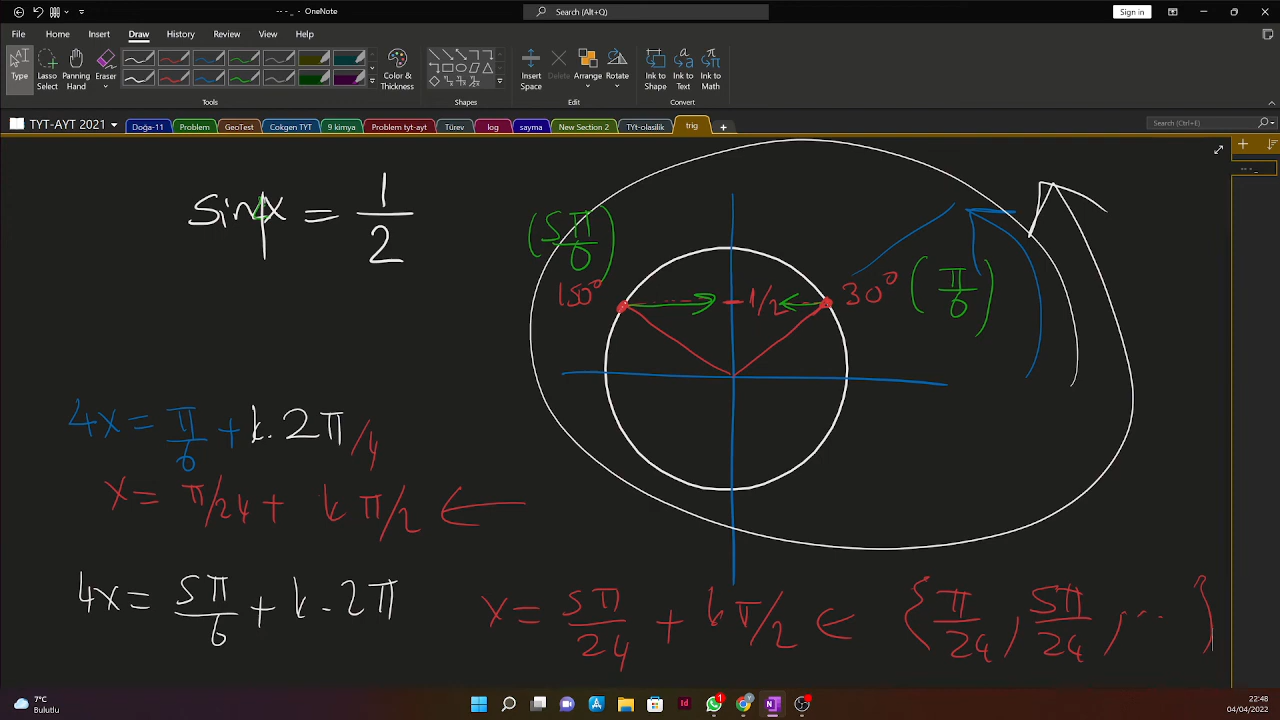 --_- OneNote
Search (Alt+Q)
Sign in
File Home Insert Draw History Review View Help
Type
Lasso Select
Panning Hand
Eraser
Color & Thickness
Insert Space
Delete
Arrange
Rotate
Ink to Shape
Ink to Text
Ink to Math
Tools
Shapes
Edit
Convert
TYT-AYT 2021
Doğa-11
Problem
GeoTest
Cokgen TYT
9 kimya
Problem tyt-ayt
Türev
log
sayma
New Section 2
TYt-olasilik
trig
Search (Ctrl+E)
--_-
sin4x = 1/2
(5π/6)
150°
1/2
30° (π/6)
4x = π/6 + k.2π /4
x = π/24 + kπ/2 ←
4x = 5π/6 + k.2π
x = 5π/24 + kπ/2 ← {π/24, 5π/24, ...}
7°C
Bulutlu
1
22:48
04/04/2022